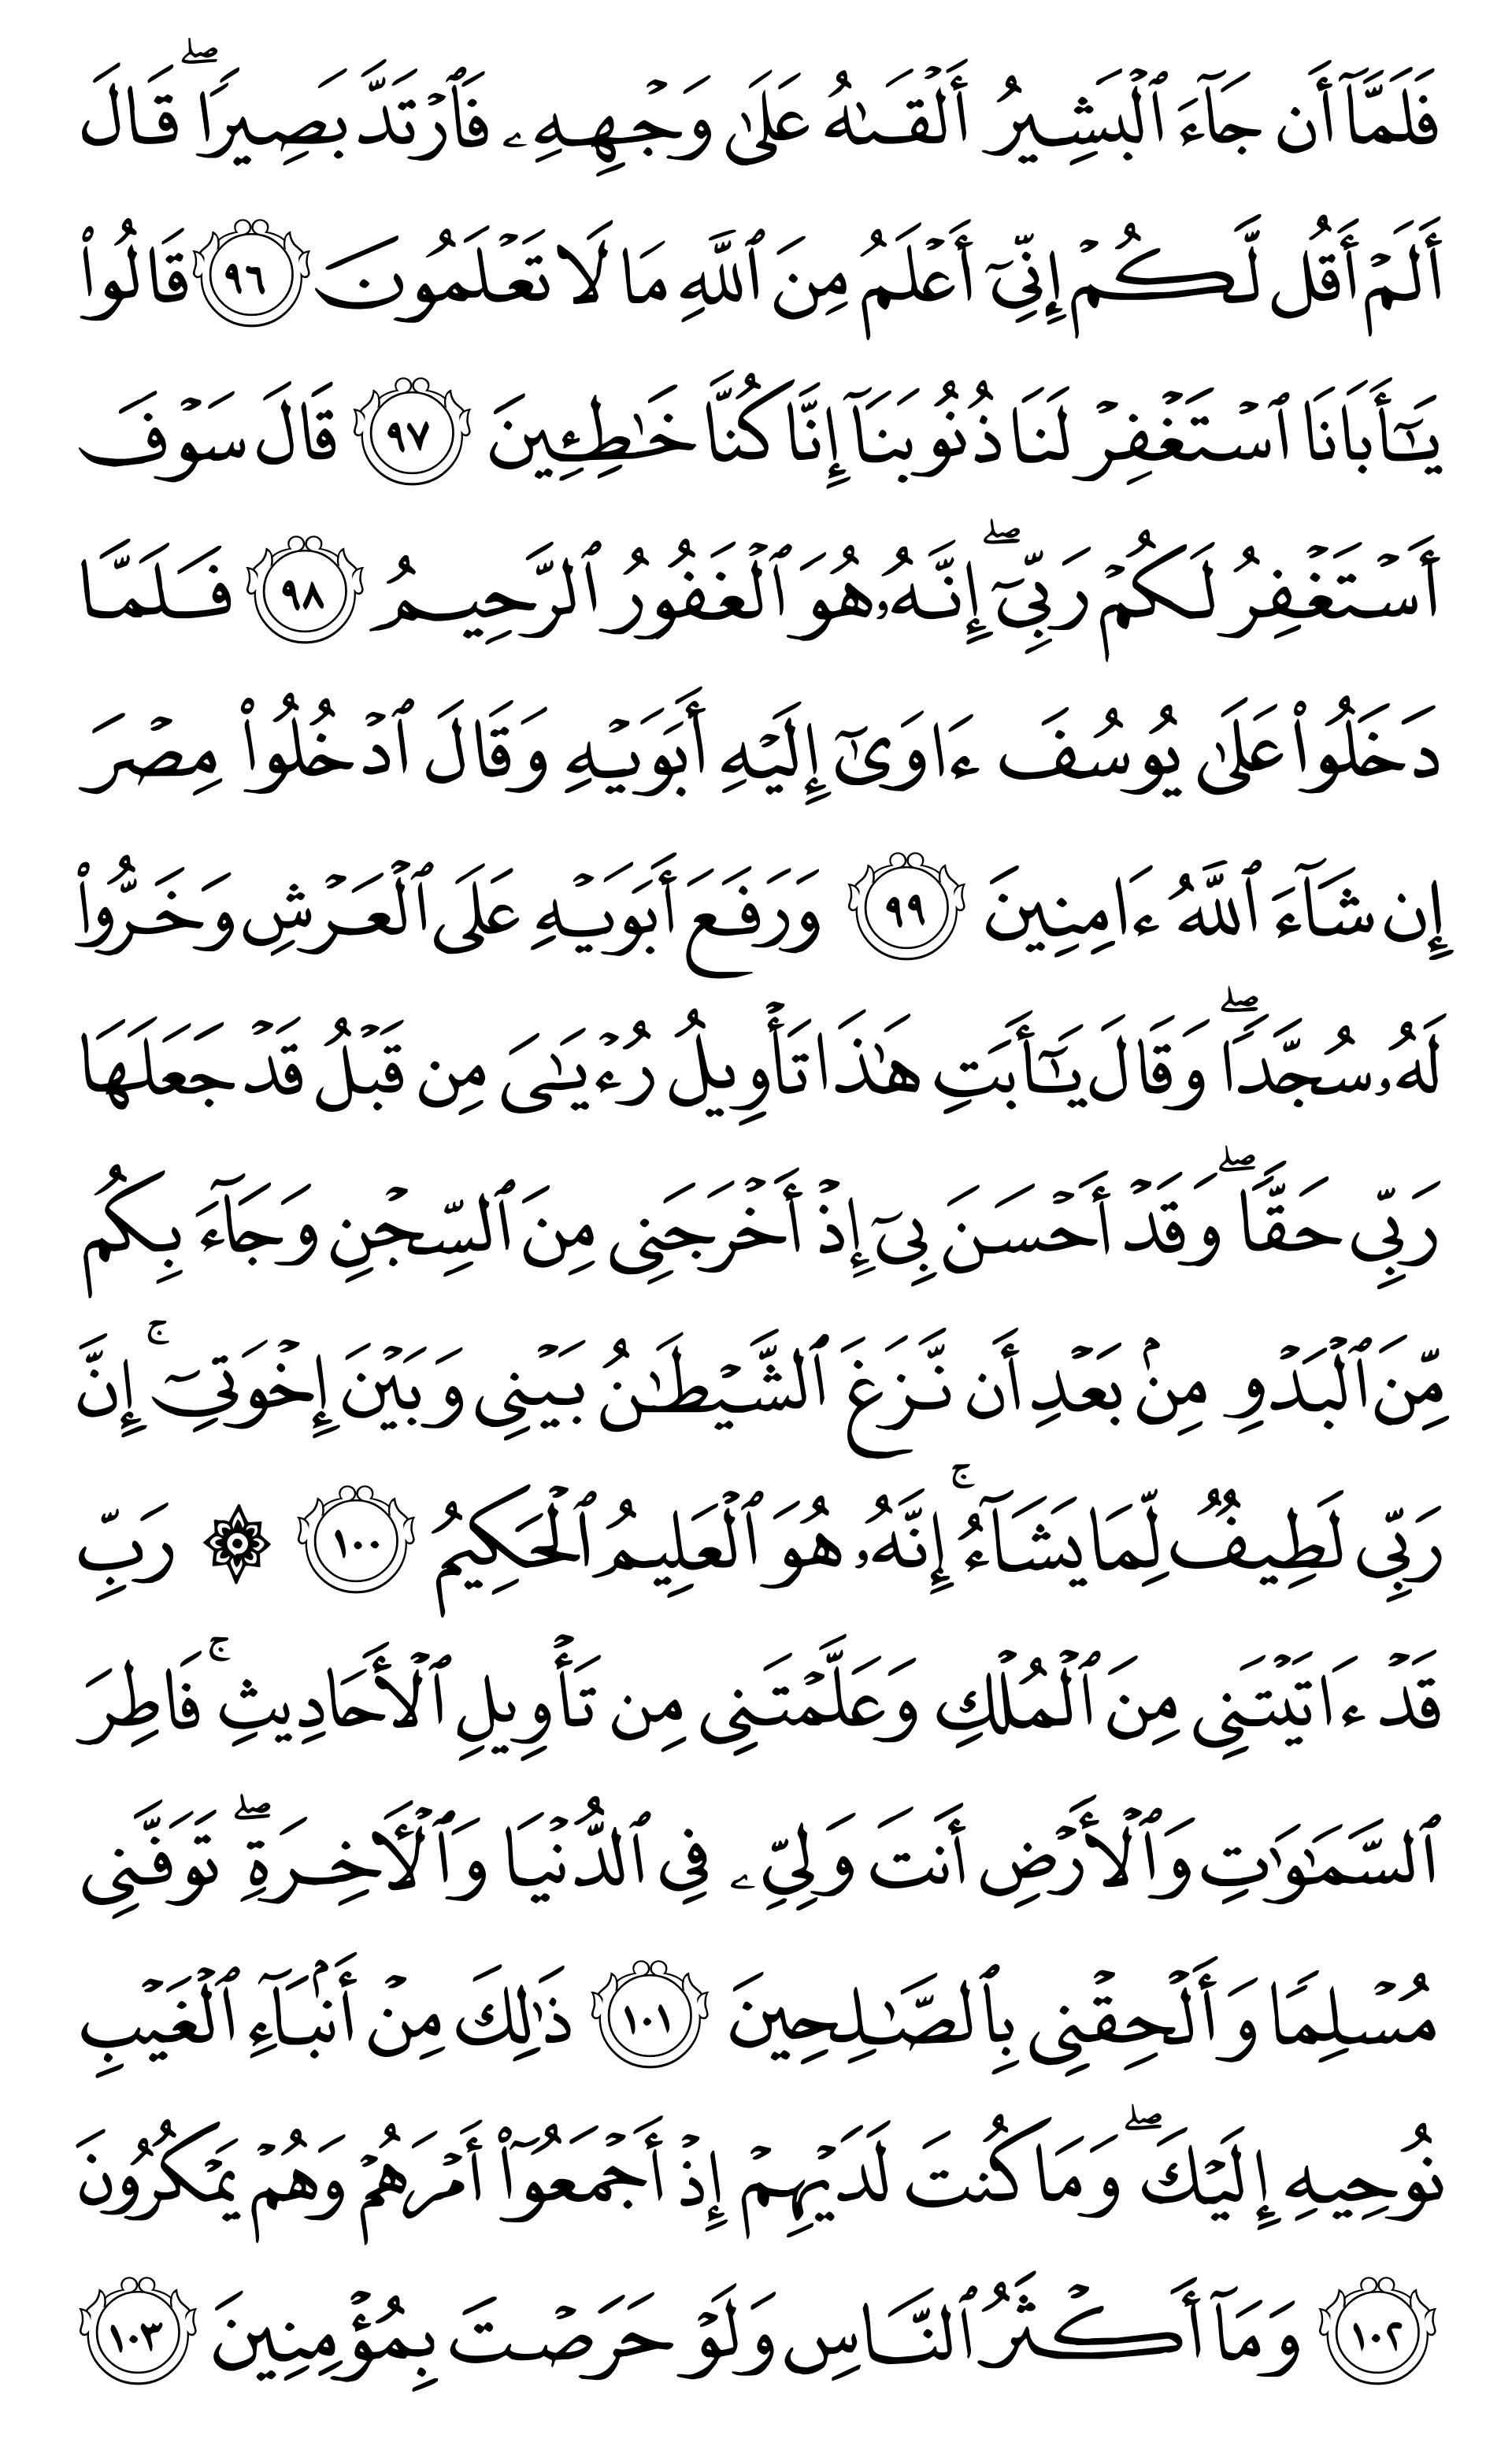 فَلَمَّآ أَن جَآءَ ٱلۡبَشِيرُ أَلۡقَىٰهُ عَلَىٰ وَجۡهِهِۦ فَٱرۡتَدَّ بَصِيرٗاۖ قَالَ
أَلَمۡ أَقُل لَّكُمۡ إِنِّيٓ أَعۡلَمُ مِنَ ٱللَّهِ مَا لَا تَعۡلَمُونَ ٩٦ قَالُواْ
يَٰٓأَبَانَا ٱسۡتَغۡفِرۡ لَنَا ذُنُوبَنَآ إِنَّا كُنَّا خَٰطِـِٔينَ ٩٧ قَالَ سَوۡفَ
أَسۡتَغۡفِرُ لَكُمۡ رَبِّيٓۖ إِنَّهُۥ هُوَ ٱلۡغَفُورُ ٱلرَّحِيمُ ٩٨ فَلَمَّا
دَخَلُواْ عَلَىٰ يُوسُفَ ءَاوَىٰٓ إِلَيۡهِ أَبَوَيۡهِ وَقَالَ ٱدۡخُلُواْ مِصۡرَ
إِن شَآءَ ٱللَّهُ ءَامِنِينَ ٩٩ وَرَفَعَ أَبَوَيۡهِ عَلَى ٱلۡعَرۡشِ وَخَرُّواْ
لَهُۥ سُجَّدٗاۖ وَقَالَ يَٰٓأَبَتِ هَٰذَا تَأۡوِيلُ رُءۡيَٰيَ مِن قَبۡلُ قَدۡ جَعَلَهَا
رَبِّي حَقّٗاۖ وَقَدۡ أَحۡسَنَ بِيٓ إِذۡ أَخۡرَجَنِي مِنَ ٱلسِّجۡنِ وَجَآءَ بِكُم
مِّنَ ٱلۡبَدۡوِ مِنۢ بَعۡدِ أَن نَّزَغَ ٱلشَّيۡطَٰنُ بَيۡنِي وَبَيۡنَ إِخۡوَتِيٓۚ إِنَّ
رَبِّي لَطِيفٞ لِّمَا يَشَآءُۚ إِنَّهُۥ هُوَ ٱلۡعَلِيمُ ٱلۡحَكِيمُ ١٠٠ ۞ رَبِّ
قَدۡ ءَاتَيۡتَنِي مِنَ ٱلۡمُلۡكِ وَعَلَّمۡتَنِي مِن تَأۡوِيلِ ٱلۡأَحَادِيثِۚ فَاطِرَ
ٱلسَّمَٰوَٰتِ وَٱلۡأَرۡضِ أَنتَ وَلِيِّۦ فِي ٱلدُّنۡيَا وَٱلۡأٓخِرَةِۖ تَوَفَّنِي
مُسۡلِمٗا وَأَلۡحِقۡنِي بِٱلصَّٰلِحِينَ ١٠١ ذَٰلِكَ مِنۡ أَنۢبَآءِ ٱلۡغَيۡبِ
نُوحِيهِ إِلَيۡكَۖ وَمَا كُنتَ لَدَيۡهِمۡ إِذۡ أَجۡمَعُوٓاْ أَمۡرَهُمۡ وَهُمۡ يَمۡكُرُونَ
١٠٢ وَمَآ أَكۡثَرُ ٱلنَّاسِ وَلَوۡ حَرَصۡتَ بِمُؤۡمِنِينَ ١٠٣